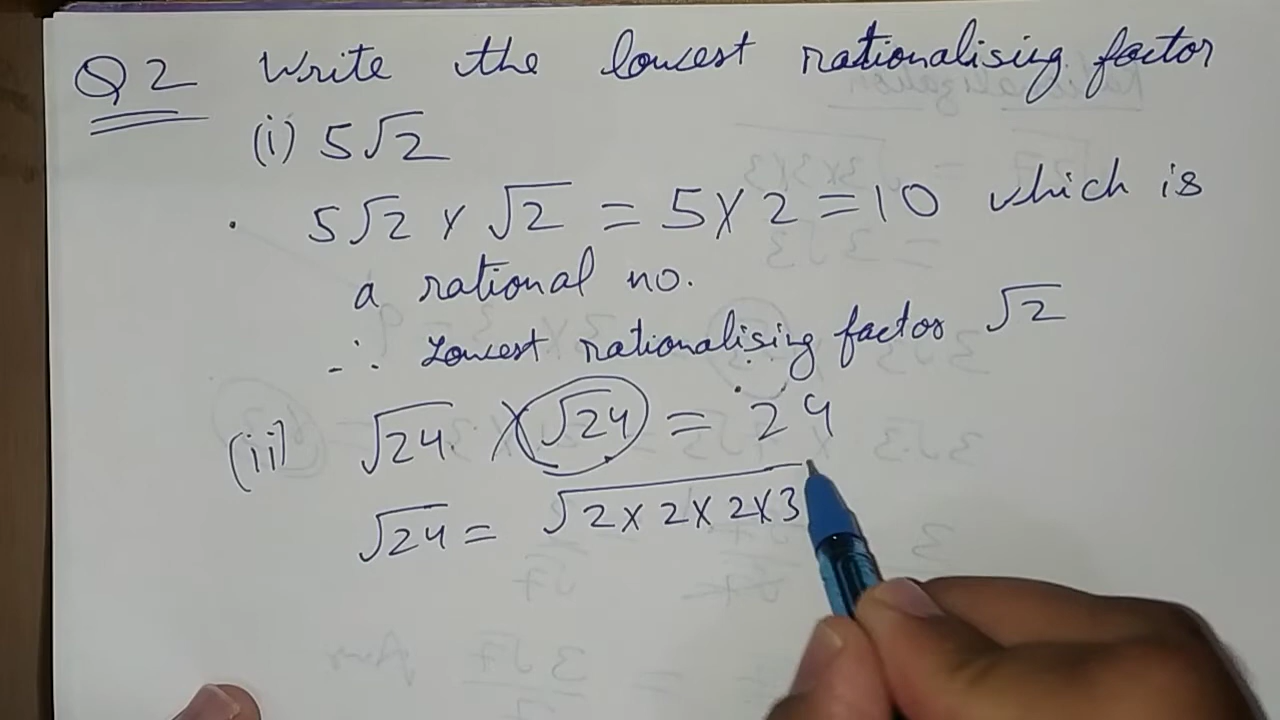 Q2 Write the lowest rationalising factor
(i) 5√2
5√2 × √2 = 5×2 = 10 which is
a rational no.
∴ Lowest rationalising factor √2
(ii) √24 × √24 = 24
√24 = √2×2×2×3